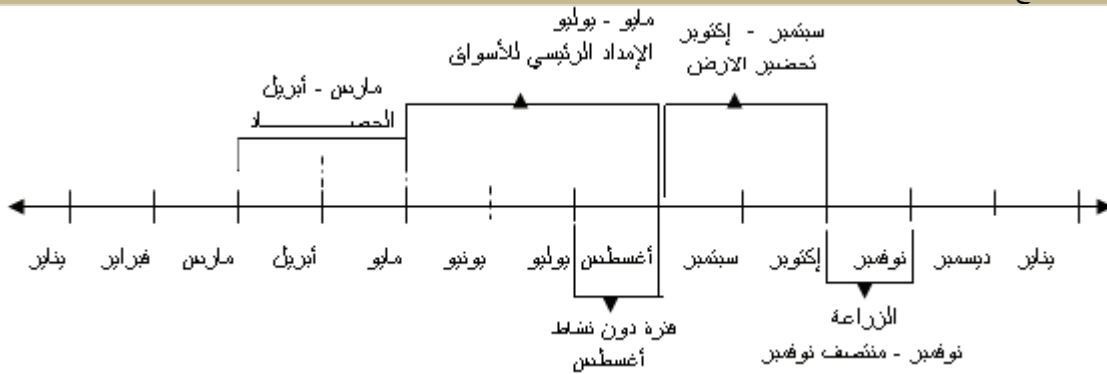 مايو - يوليو
الإمداد الرئيسي للأسواق
سبتمبر - إكتوبر
تحضير الارض
مارس - أبريل
الحصــــــــاد
يناير فبراير مارس أبريل مايو يونيو يوليو أغسطس سبتمبر إكتوبر نوفمبر ديسمبر يناير
فترة دون نشاط
أغسطس
الزراعة
نوفمبر - منتصف نوفمبر